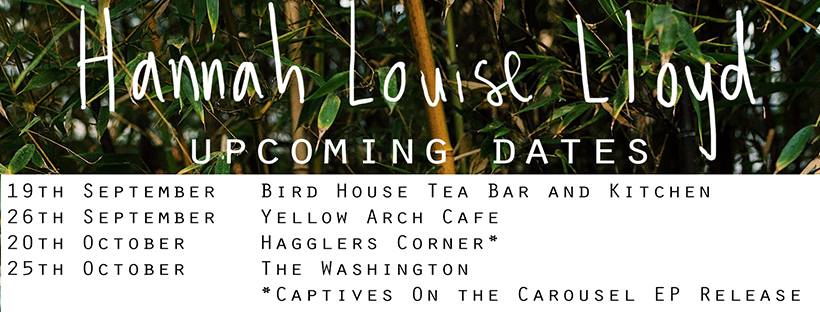 Hannah Louise Lloyd
UPCOMING DATES
19TH SEPTEMBER BIRD HOUSE TEA BAR AND KITCHEN
26TH SEPTEMBER YELLOW ARCH CAFE
20TH OCTOBER HAGGLERS CORNER*
25TH OCTOBER THE WASHINGTON
*CAPTIVES ON THE CAROUSEL EP RELEASE